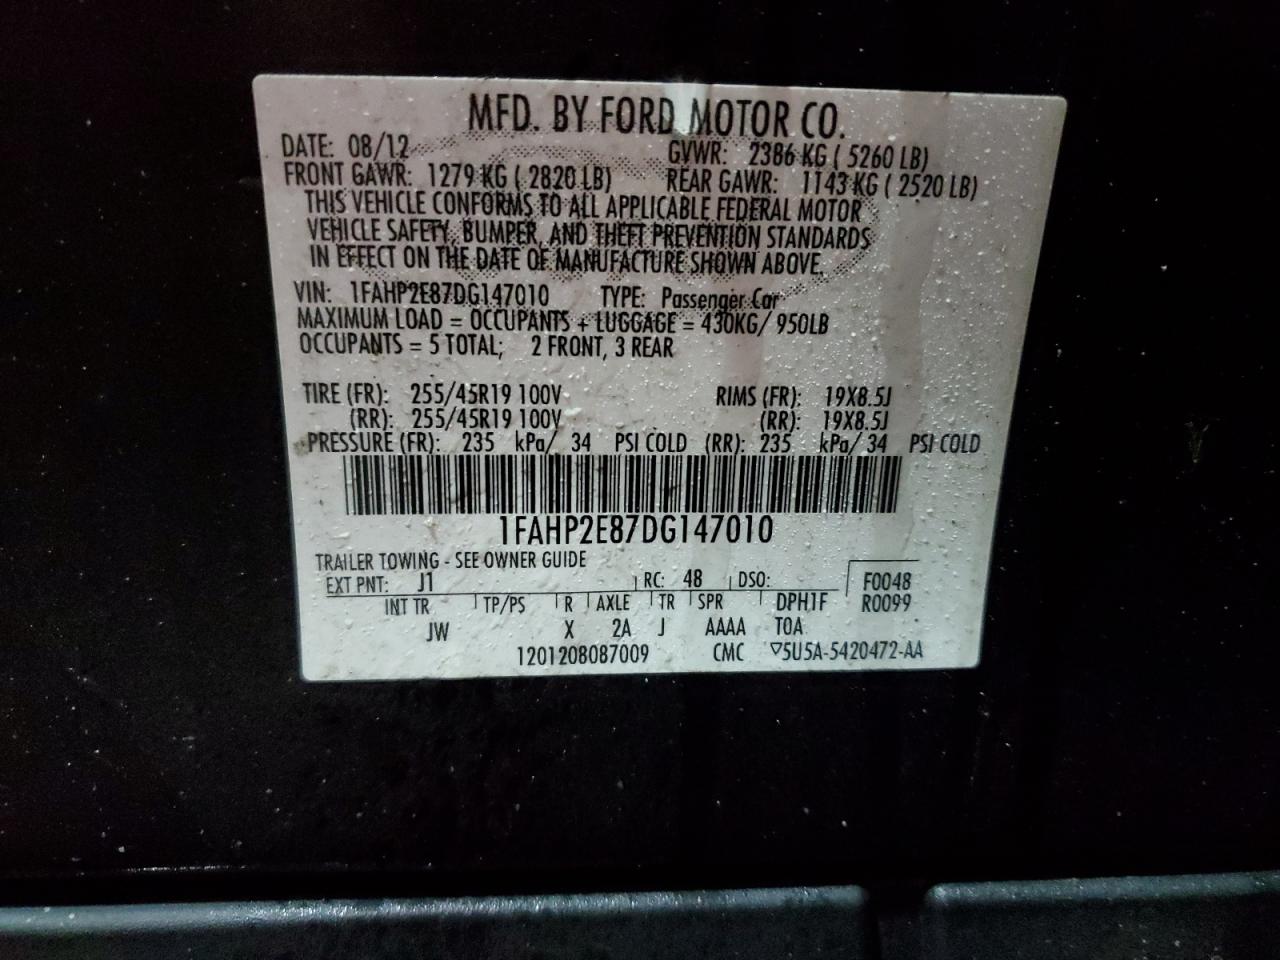 MFD. BY FORD MOTOR CO.
DATE: 08/12 GVWR: 2386 KG ( 5260 LB)
FRONT GAWR: 1279 KG ( 2820 LB) REAR GAWR: 1143 KG ( 2520 LB)
THIS VEHICLE CONFORMS TO ALL APPLICABLE FEDERAL MOTOR
VEHICLE SAFETY, BUMPER, AND THEFT PREVENTION STANDARDS
IN EFFECT ON THE DATE OF MANUFACTURE SHOWN ABOVE.
VIN: 1FAHP2E87DG147010 TYPE: Passenger Car
MAXIMUM LOAD = OCCUPANTS + LUGGAGE = 430KG/ 950LB
OCCUPANTS = 5 TOTAL; 2 FRONT, 3 REAR
TIRE (FR): 255/45R19 100V RIMS (FR): 19X8.5J
(RR): 255/45R19 100V (RR): 19X8.5J
PRESSURE (FR): 235 kPa/ 34 PSI COLD (RR): 235 kPa/ 34 PSI COLD
1FAHP2E87DG147010
TRAILER TOWING - SEE OWNER GUIDE
EXT PNT: J1 RC: 48 DSO: F0048
INT TR TP/PS R AXLE TR SPR DPH1F R0099
JW X 2A J AAAA T0A
1201208087009 CMC ▽5U5A-5420472-AA